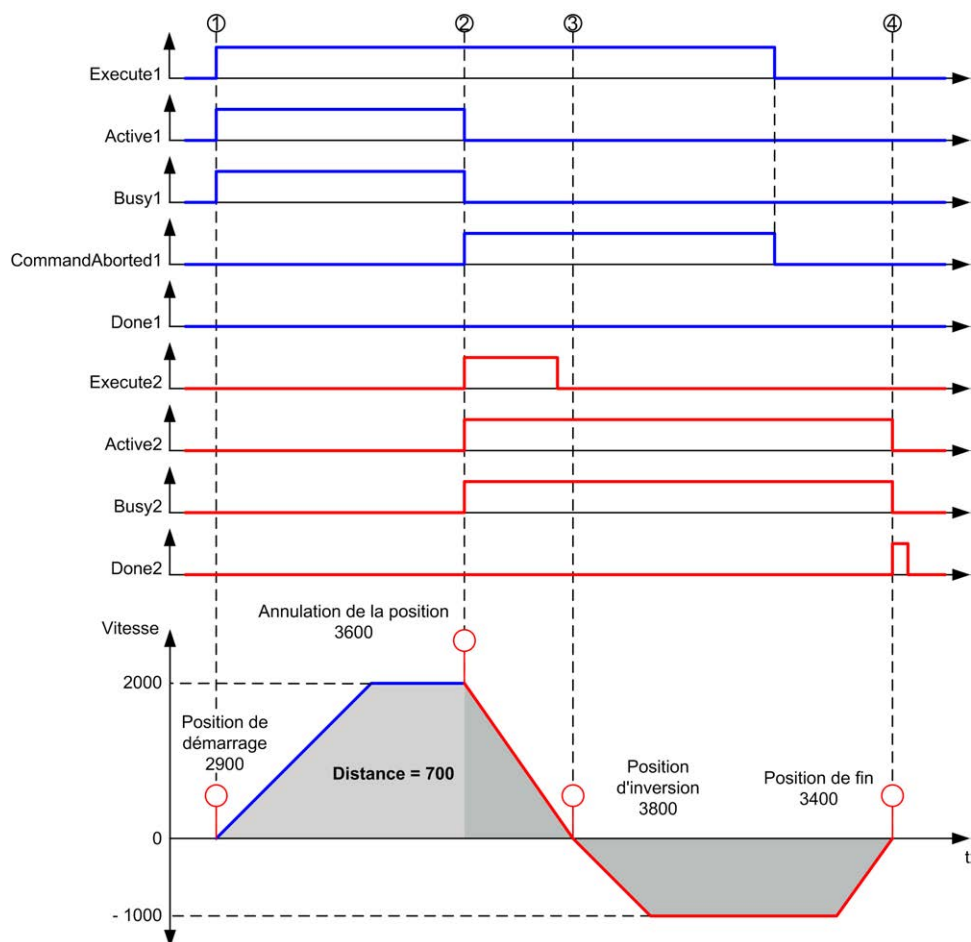 ① ② ③ ④
Execute1
Active1
Busy1
CommandAborted1
Done1
Execute2
Active2
Busy2
Done2
Annulation de la position
3600
Vitesse
2000
Position de
démarrage
2900
Distance = 700
Position
d'inversion
3800
Position de fin
3400
0
t
- 1000